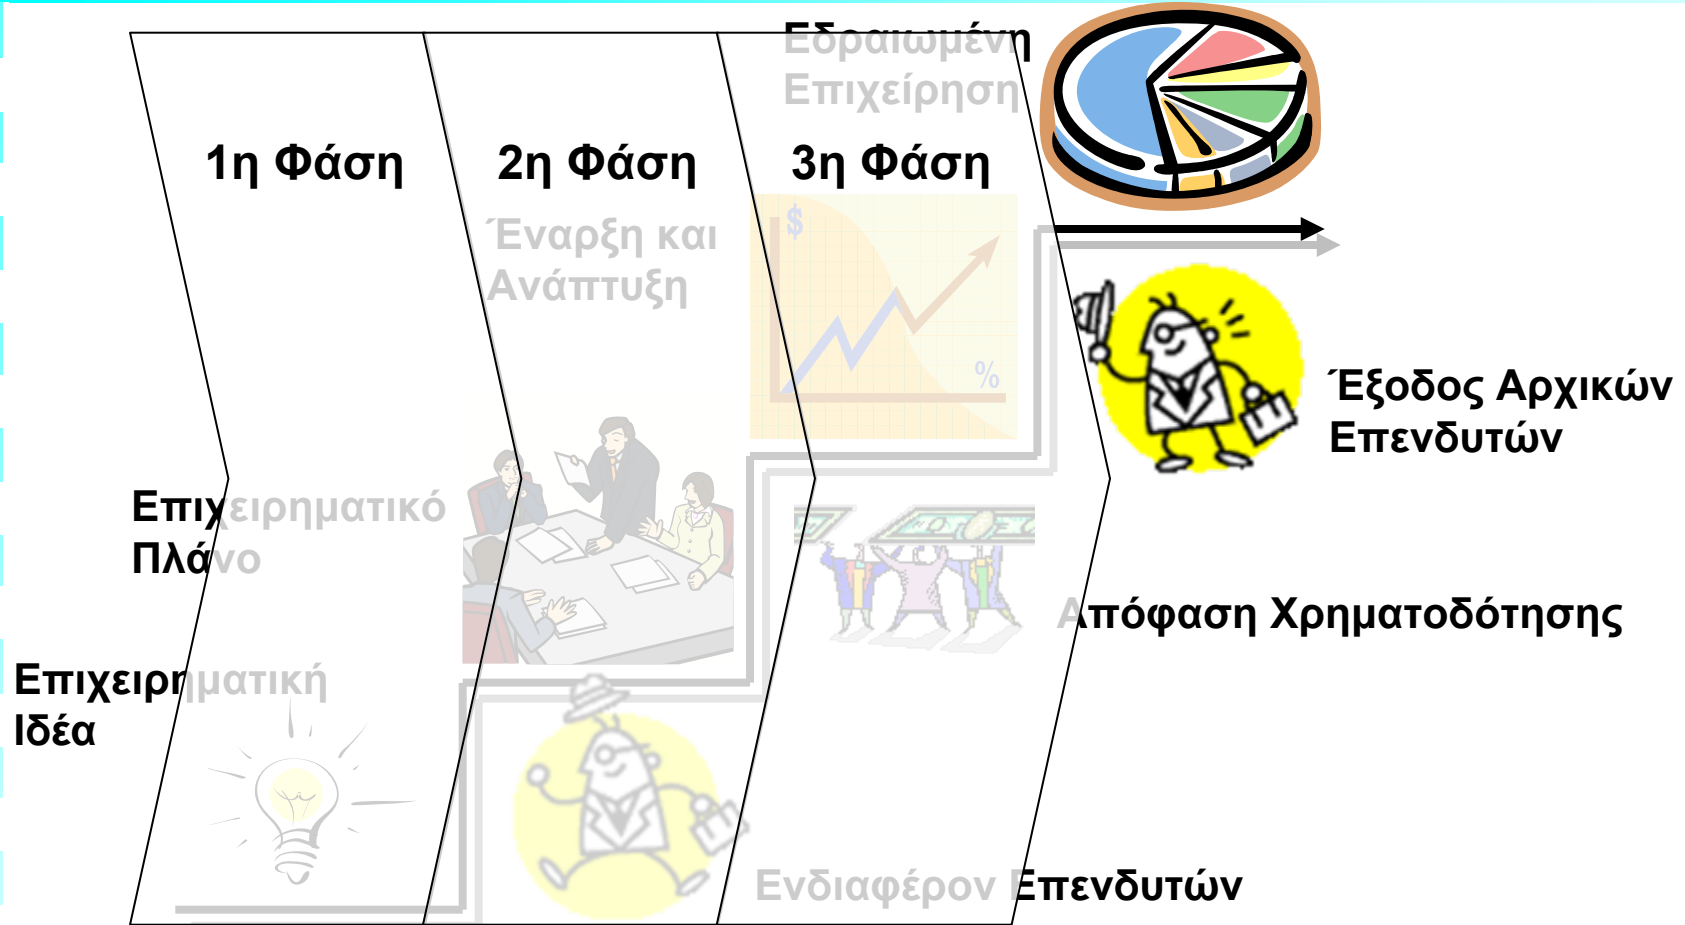 Εδραιωμένη
Επιχείρηση
1η Φάση
2η Φάση
3η Φάση
Έναρξη και
Ανάπτυξη
$
%
Έξοδος Αρχικών
Επενδυτών
Επιχειρηματικό
Πλάνο
Απόφαση Χρηματοδότησης
Επιχειρηματική
Ιδέα
Ενδιαφέρον Επενδυτών